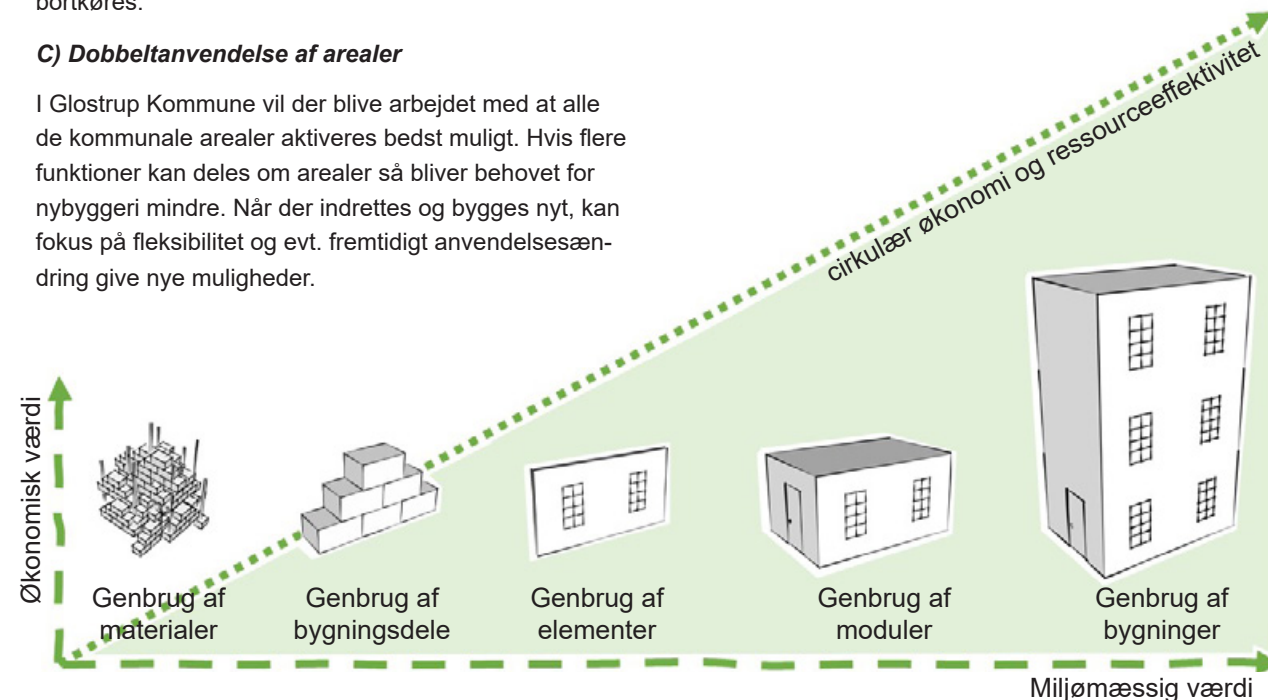 bortkøres.
C) Dobbeltanvendelse af arealer
I Glostrup Kommune vil der blive arbejdet med at alle
de kommunale arealer aktiveres bedst muligt. Hvis flere
funktioner kan deles om arealer så bliver behovet for
nybyggeri mindre. Når der indrettes og bygges nyt, kan
fokus på fleksibilitet og evt. fremtidigt anvendelsesæn-
dring give nye muligheder.
cirkulær økonomi og ressourceeffektivitet
Økonomisk værdi
Genbrug af
materialer
Genbrug af
bygningsdele
Genbrug af
elementer
Genbrug af
moduler
Genbrug af
bygninger
Miljømæssig værdi